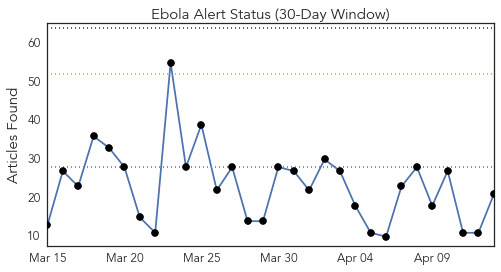 Ebola Alert Status (30-Day Window)
Articles Found
60
50
40
30
20
10
Mar 15 Mar 20 Mar 25 Mar 30 Apr 04 Apr 09